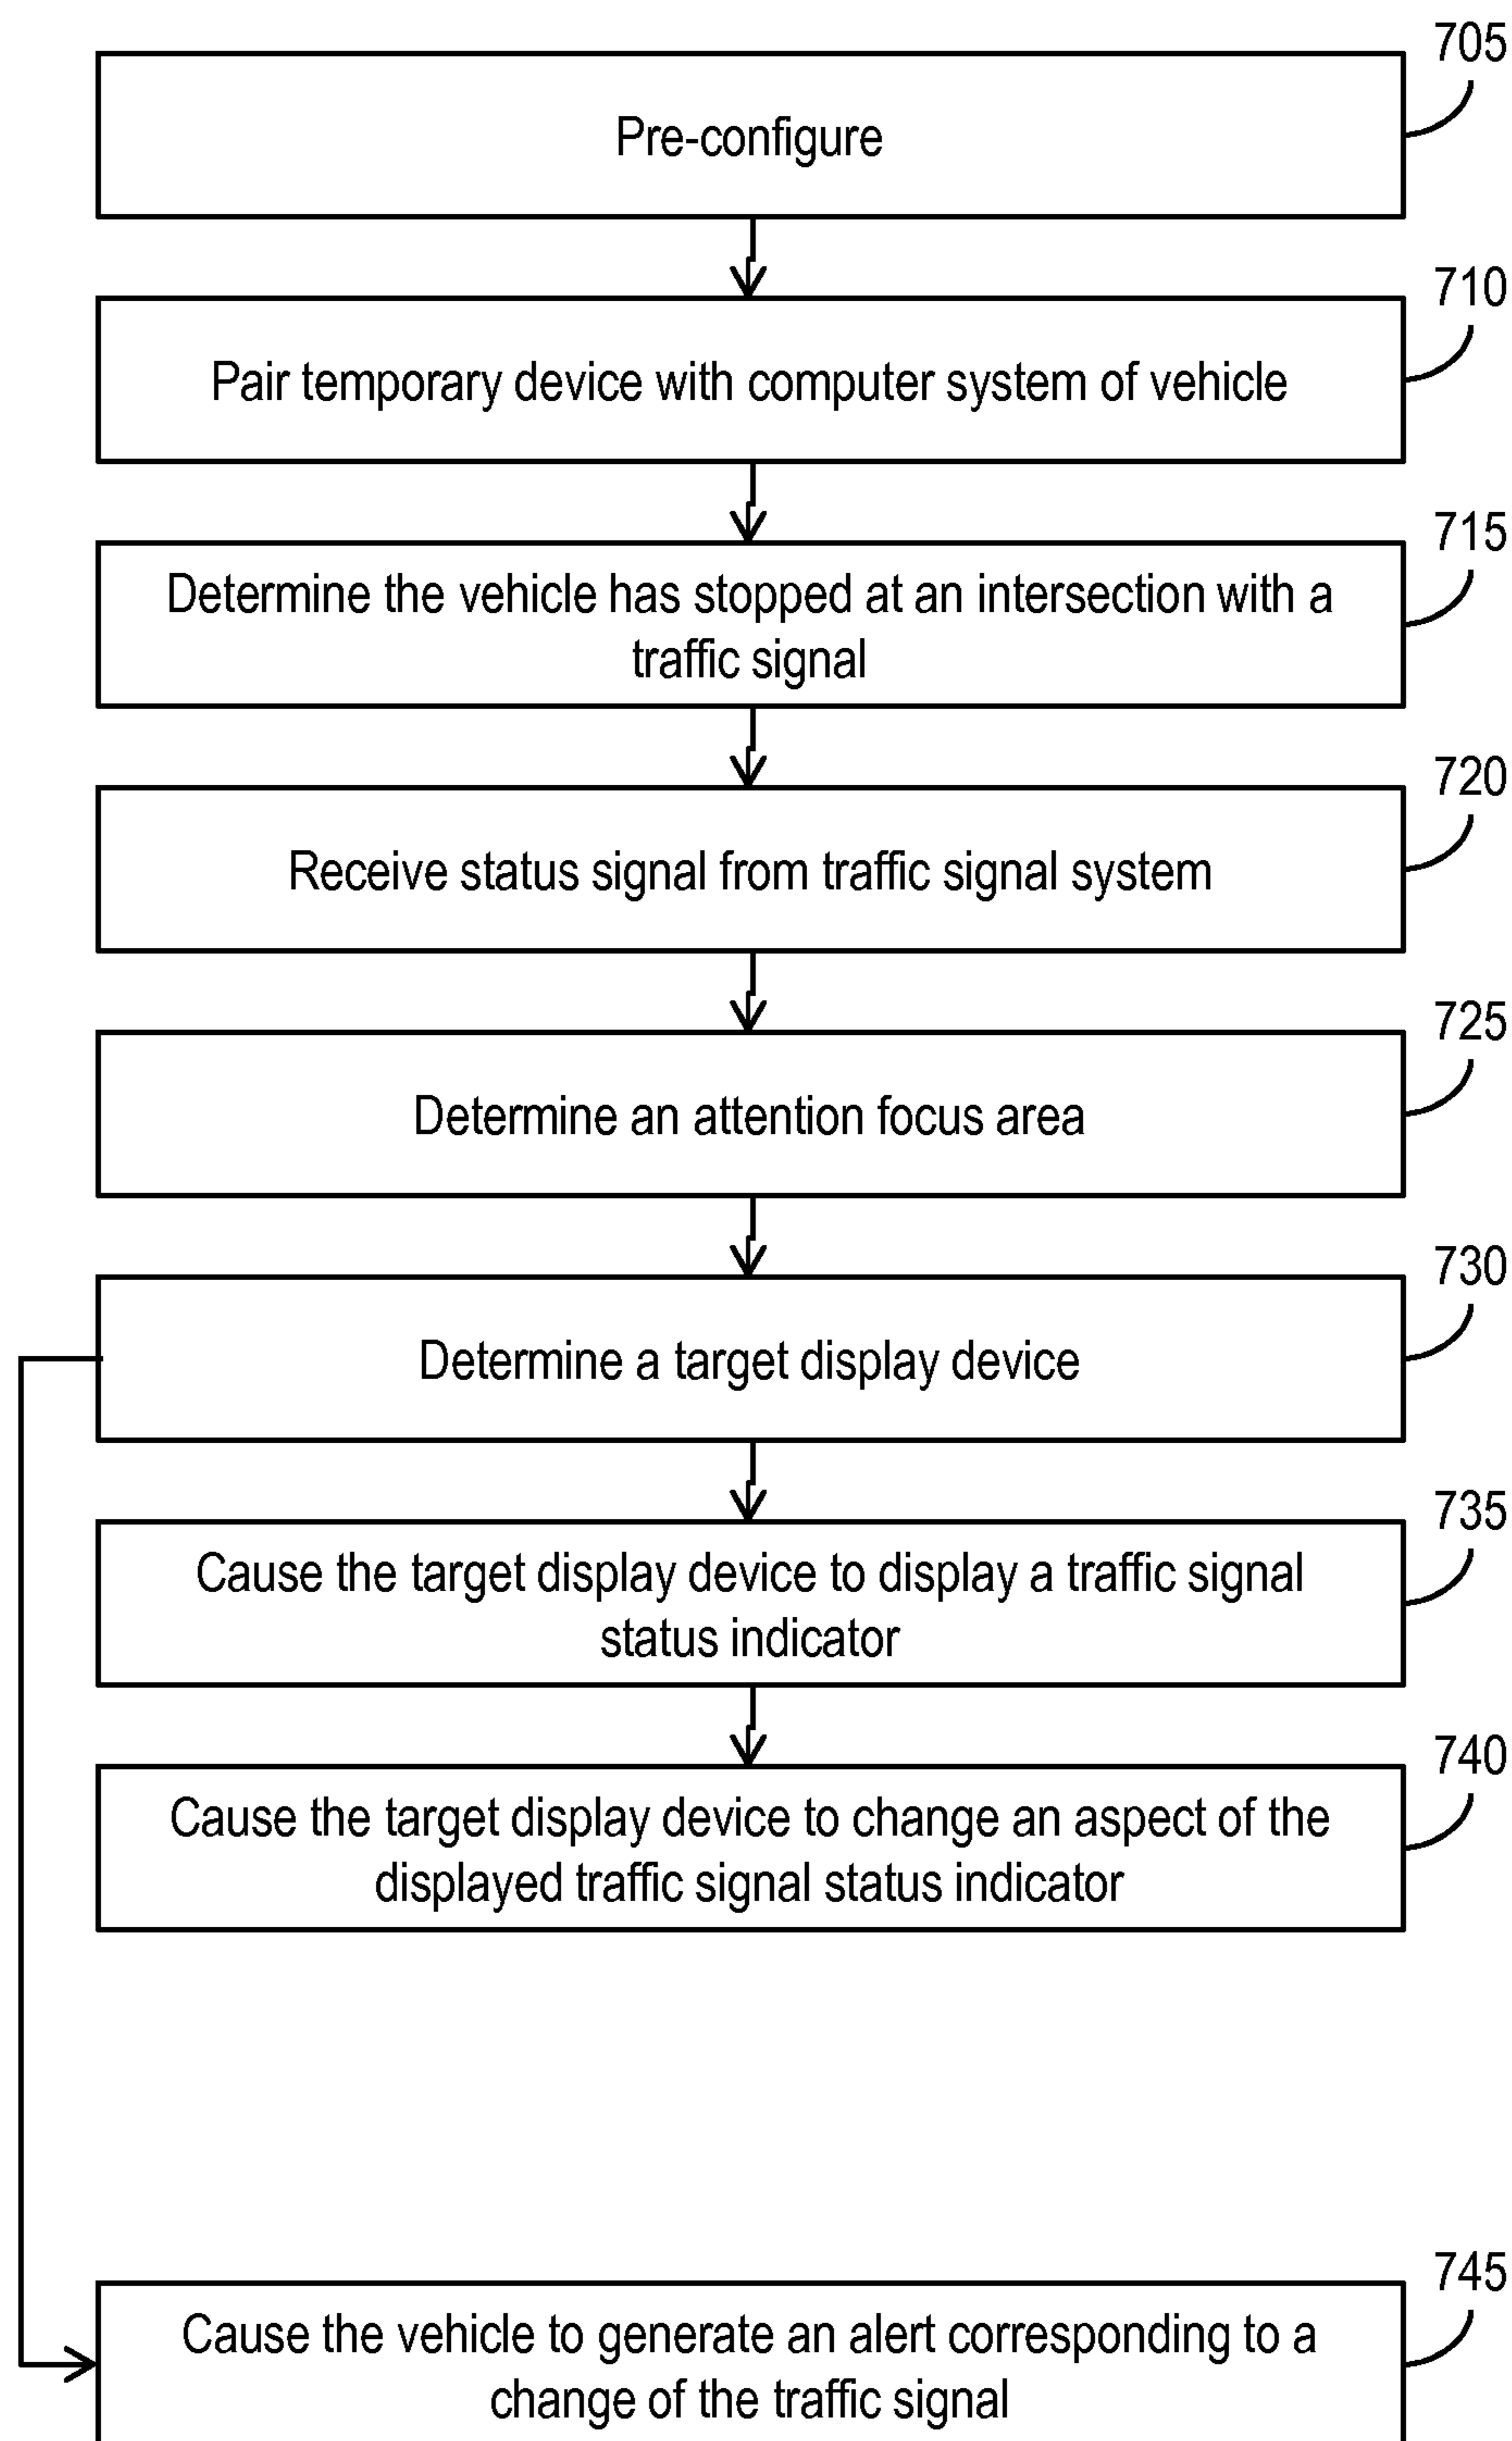 705
Pre-configure
710
Pair temporary device with computer system of vehicle
715
Determine the vehicle has stopped at an intersection with a
traffic signal
720
Receive status signal from traffic signal system
725
Determine an attention focus area
730
Determine a target display device
735
Cause the target display device to display a traffic signal
status indicator
740
Cause the target display device to change an aspect of the
displayed traffic signal status indicator
745
Cause the vehicle to generate an alert corresponding to a
change of the traffic signal